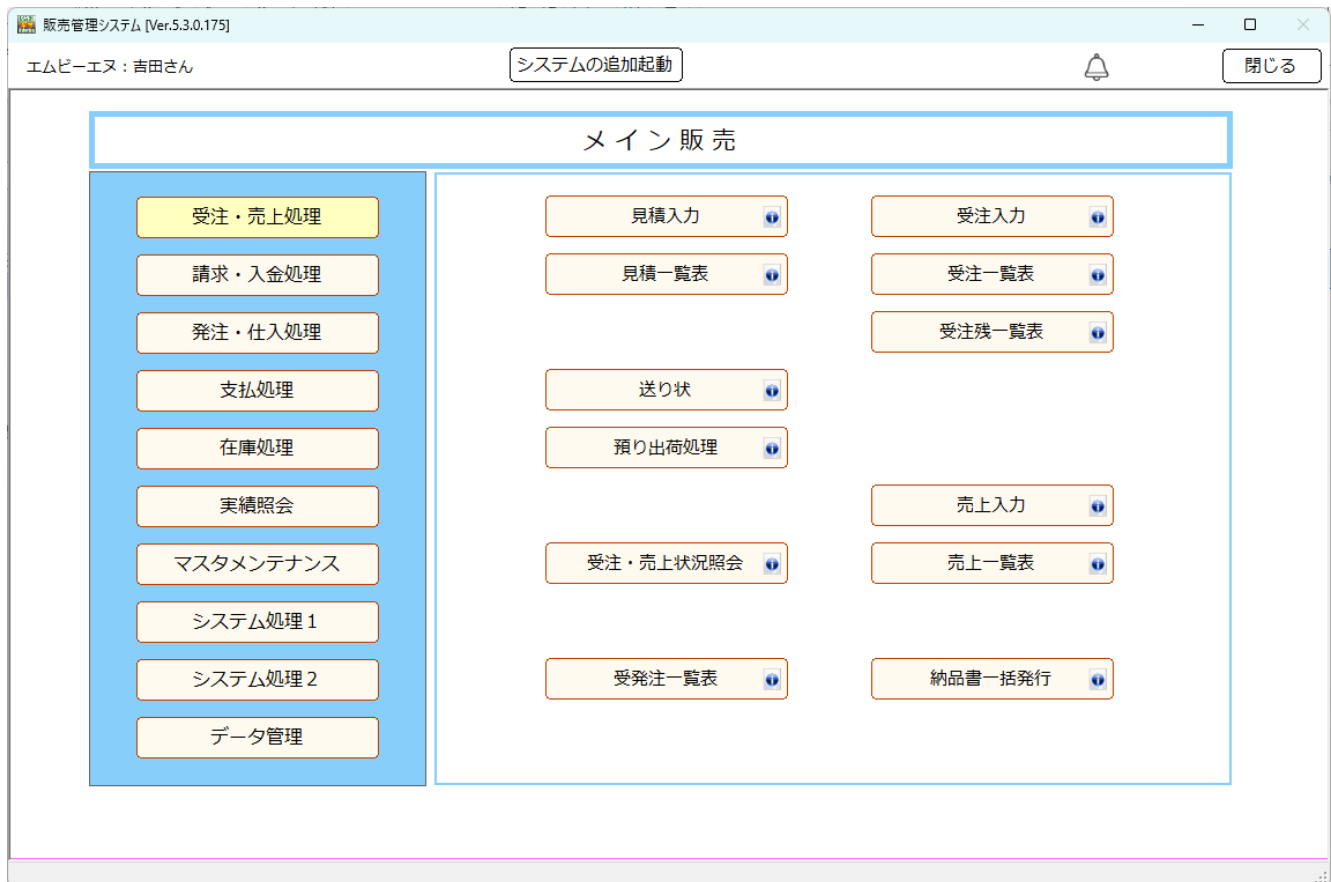 販売管理システム [Ver.5.3.0.175]
エムピーエヌ：吉田さん
システムの追加起動
閉じる
メイン販売
受注・売上処理
請求・入金処理
発注・仕入処理
支払処理
在庫処理
実績照会
マスタメンテナンス
システム処理１
システム処理２
データ管理
見積入力
受注入力
見積一覧表
受注一覧表
受注残一覧表
送り状
預り出荷処理
売上入力
受注・売上状況照会
売上一覧表
受発注一覧表
納品書一括発行